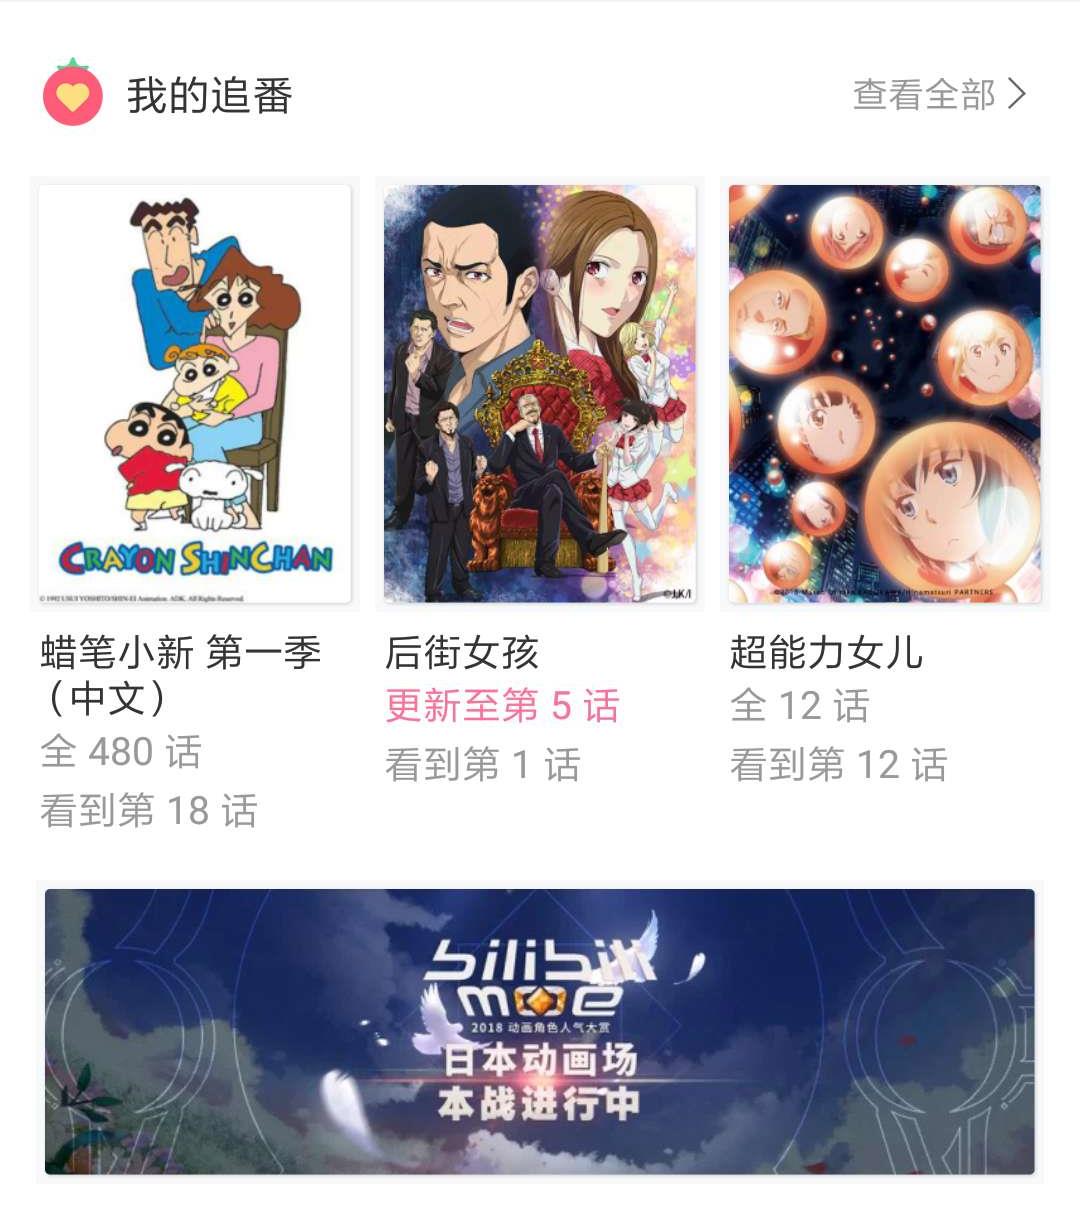 我的追番
查看全部
CRAYON SHINCHAN
© 1992 USUI YOSHITO/SHIN-EI Animation. ADK. All Rights Reserved.
©J.K/I
蜡笔小新 第一季
（中文）
全 480 话
看到第 18 话
后街女孩
更新至第 5 话
看到第 1 话
超能力女儿
全 12 话
看到第 12 话
bilibili
moe
2018 动画角色人气大赏
日本动画场
本战进行中